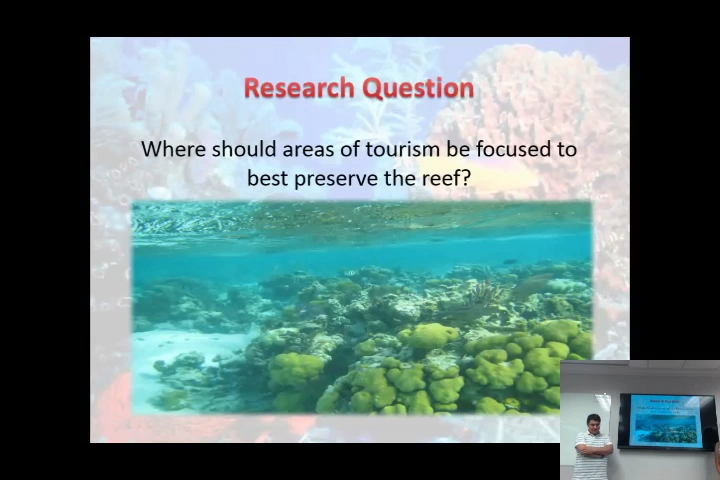 Research Question
Where should areas of tourism be focused to
best preserve the reef?